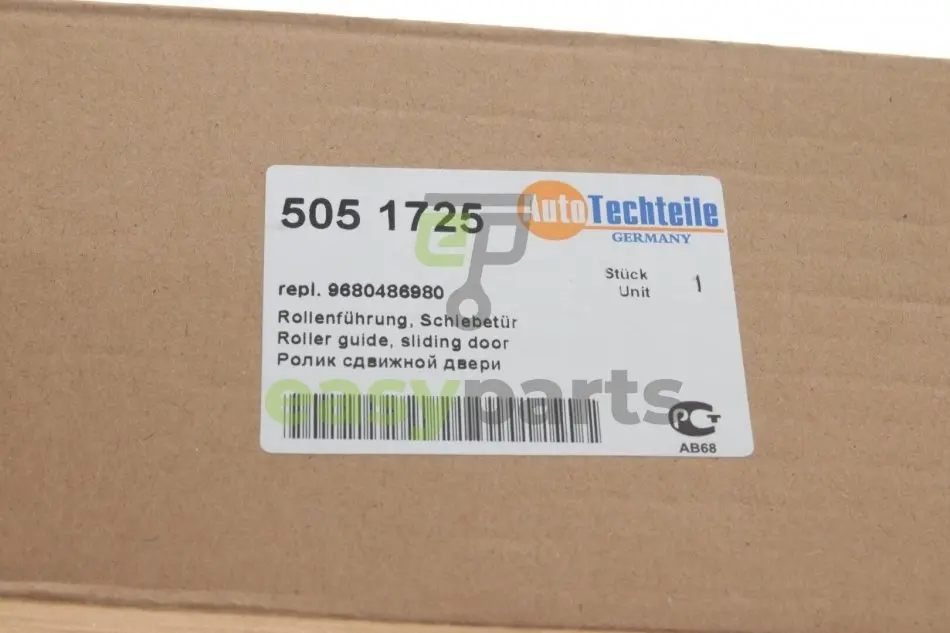 505 1725
AutoTechteile
GERMANY
Stück 1
Unit
repl. 9680486980
Rollenführung, Schiebetür
Roller guide, sliding door
Ролик сдвижной двери
easyparts
PCT
AB68